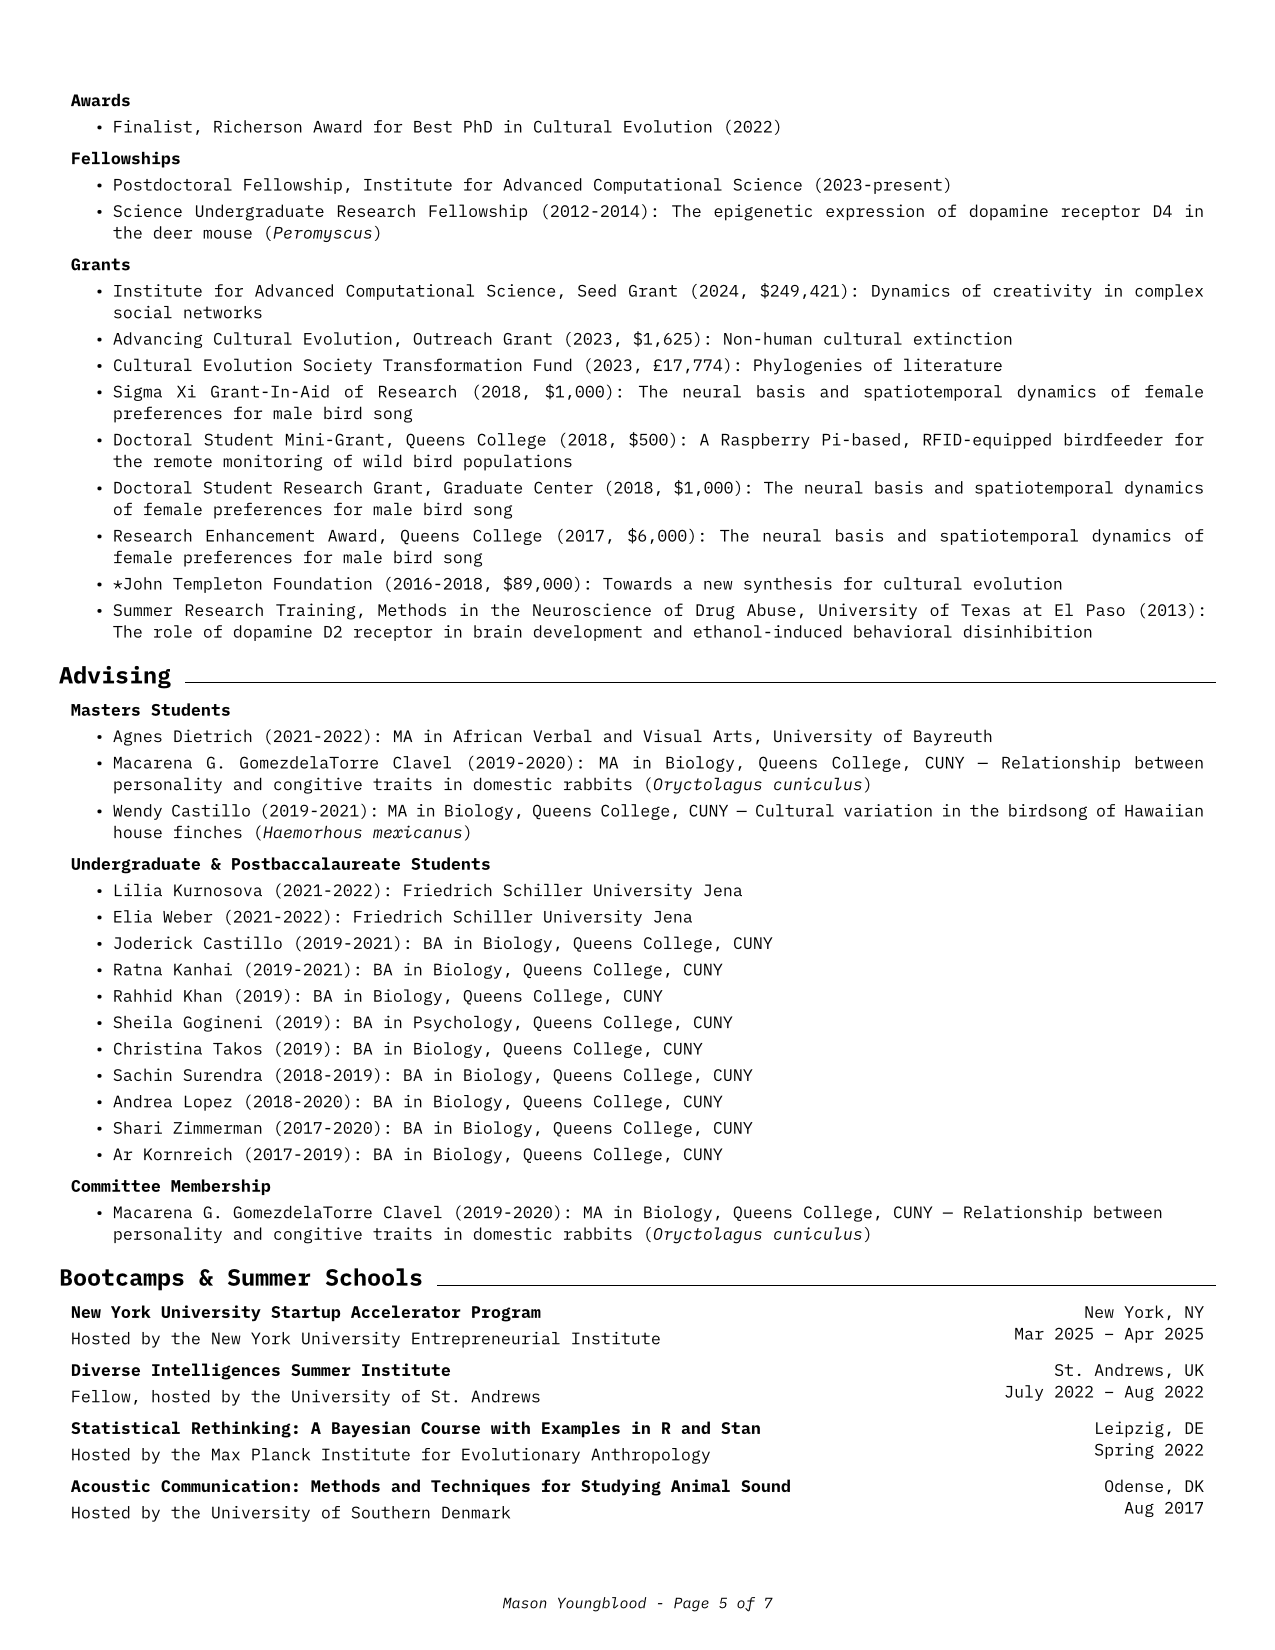 Awards
• Finalist, Richerson Award for Best PhD in Cultural Evolution (2022)
Fellowships
• Postdoctoral Fellowship, Institute for Advanced Computational Science (2023-present)
• Science Undergraduate Research Fellowship (2012-2014): The epigenetic expression of dopamine receptor D4 in
the deer mouse (Peromyscus)
Grants
• Institute for Advanced Computational Science, Seed Grant (2024, $249,421): Dynamics of creativity in complex
social networks
• Advancing Cultural Evolution, Outreach Grant (2023, $1,625): Non-human cultural extinction
• Cultural Evolution Society Transformation Fund (2023, £17,774): Phylogenies of literature
• Sigma Xi Grant-In-Aid of Research (2018, $1,000): The neural basis and spatiotemporal dynamics of female
preferences for male bird song
• Doctoral Student Mini-Grant, Queens College (2018, $500): A Raspberry Pi-based, RFID-equipped birdfeeder for
the remote monitoring of wild bird populations
• Doctoral Student Research Grant, Graduate Center (2018, $1,000): The neural basis and spatiotemporal dynamics
of female preferences for male bird song
• Research Enhancement Award, Queens College (2017, $6,000): The neural basis and spatiotemporal dynamics of
female preferences for male bird song
• *John Templeton Foundation (2016-2018, $89,000): Towards a new synthesis for cultural evolution
• Summer Research Training, Methods in the Neuroscience of Drug Abuse, University of Texas at El Paso (2013):
The role of dopamine D2 receptor in brain development and ethanol-induced behavioral disinhibition
Advising
Masters Students
• Agnes Dietrich (2021-2022): MA in African Verbal and Visual Arts, University of Bayreuth
• Macarena G. GomezdelaTorre Clavel (2019-2020): MA in Biology, Queens College, CUNY — Relationship between
personality and congitive traits in domestic rabbits (Oryctolagus cuniculus)
• Wendy Castillo (2019-2021): MA in Biology, Queens College, CUNY — Cultural variation in the birdsong of Hawaiian
house finches (Haemorhous mexicanus)
Undergraduate & Postbaccalaureate Students
• Lilia Kurnosova (2021-2022): Friedrich Schiller University Jena
• Elia Weber (2021-2022): Friedrich Schiller University Jena
• Joderick Castillo (2019-2021): BA in Biology, Queens College, CUNY
• Ratna Kanhai (2019-2021): BA in Biology, Queens College, CUNY
• Rahhid Khan (2019): BA in Biology, Queens College, CUNY
• Sheila Gogineni (2019): BA in Psychology, Queens College, CUNY
• Christina Takos (2019): BA in Biology, Queens College, CUNY
• Sachin Surendra (2018-2019): BA in Biology, Queens College, CUNY
• Andrea Lopez (2018-2020): BA in Biology, Queens College, CUNY
• Shari Zimmerman (2017-2020): BA in Biology, Queens College, CUNY
• Ar Kornreich (2017-2019): BA in Biology, Queens College, CUNY
Committee Membership
• Macarena G. GomezdelaTorre Clavel (2019-2020): MA in Biology, Queens College, CUNY — Relationship between
personality and congitive traits in domestic rabbits (Oryctolagus cuniculus)
Bootcamps & Summer Schools
New York University Startup Accelerator Program
New York, NY
Hosted by the New York University Entrepreneurial Institute
Mar 2025 – Apr 2025
Diverse Intelligences Summer Institute
St. Andrews, UK
Fellow, hosted by the University of St. Andrews
July 2022 – Aug 2022
Statistical Rethinking: A Bayesian Course with Examples in R and Stan
Leipzig, DE
Hosted by the Max Planck Institute for Evolutionary Anthropology
Spring 2022
Acoustic Communication: Methods and Techniques for Studying Animal Sound
Odense, DK
Hosted by the University of Southern Denmark
Aug 2017
Mason Youngblood - Page 5 of 7